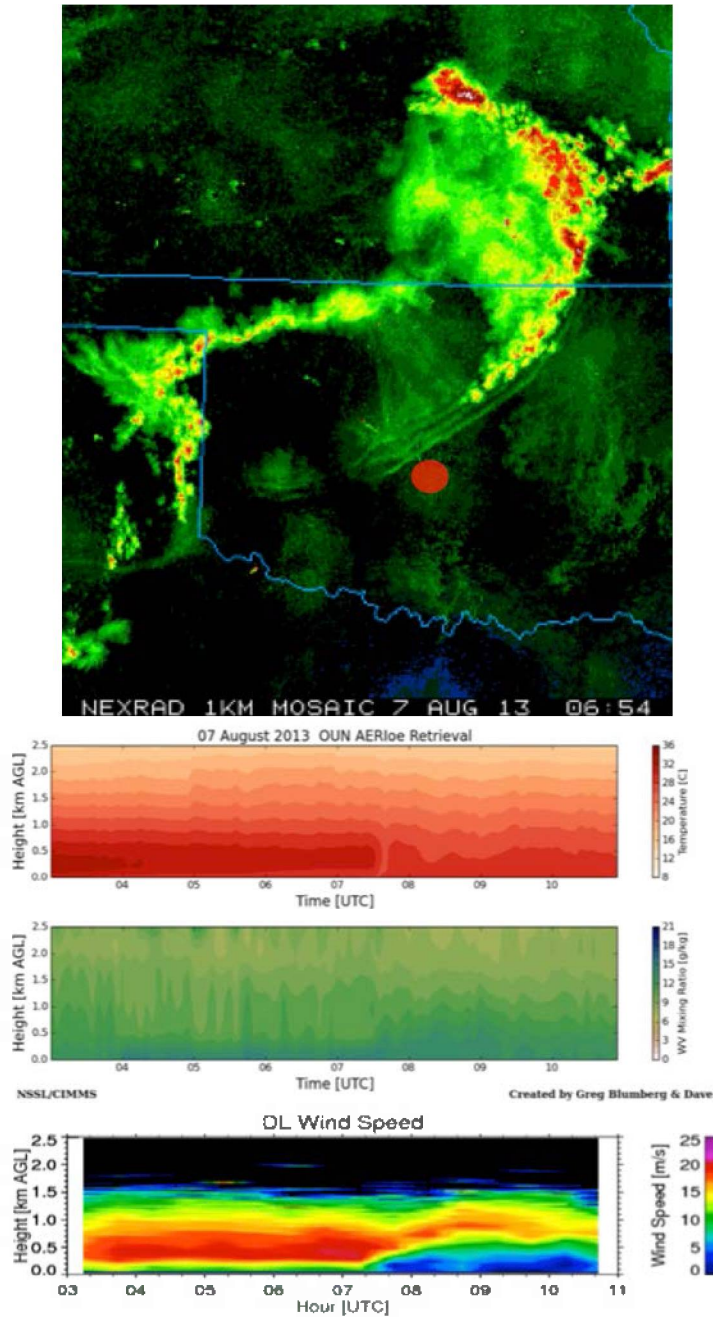 NEXRAD 1KM MOSAIC 7 AUG 13 06:54
07 August 2013 OUN AERIoe Retrieval
Height [km AGL]
2.5
2.0
1.5
1.0
0.5
0.0
04 05 06 07 08 09 10
Time [UTC]
36
32
28
24
20
16
12
8
Temperature [C]
Height [km AGL]
2.5
2.0
1.5
1.0
0.5
0.0
04 05 06 07 08 09 10
Time [UTC]
21
18
15
12
9
6
3
0
WV Mixing Ratio [g/kg]
NSSL/CIMMS Created by Greg Blumberg & Dave
DL Wind Speed
Height [km AGL]
2.5
2.0
1.5
1.0
0.5
0.0
03 04 05 06 07 08 09 10 11
Hour [UTC]
25
20
15
10
5
0
Wind Speed [m/s]